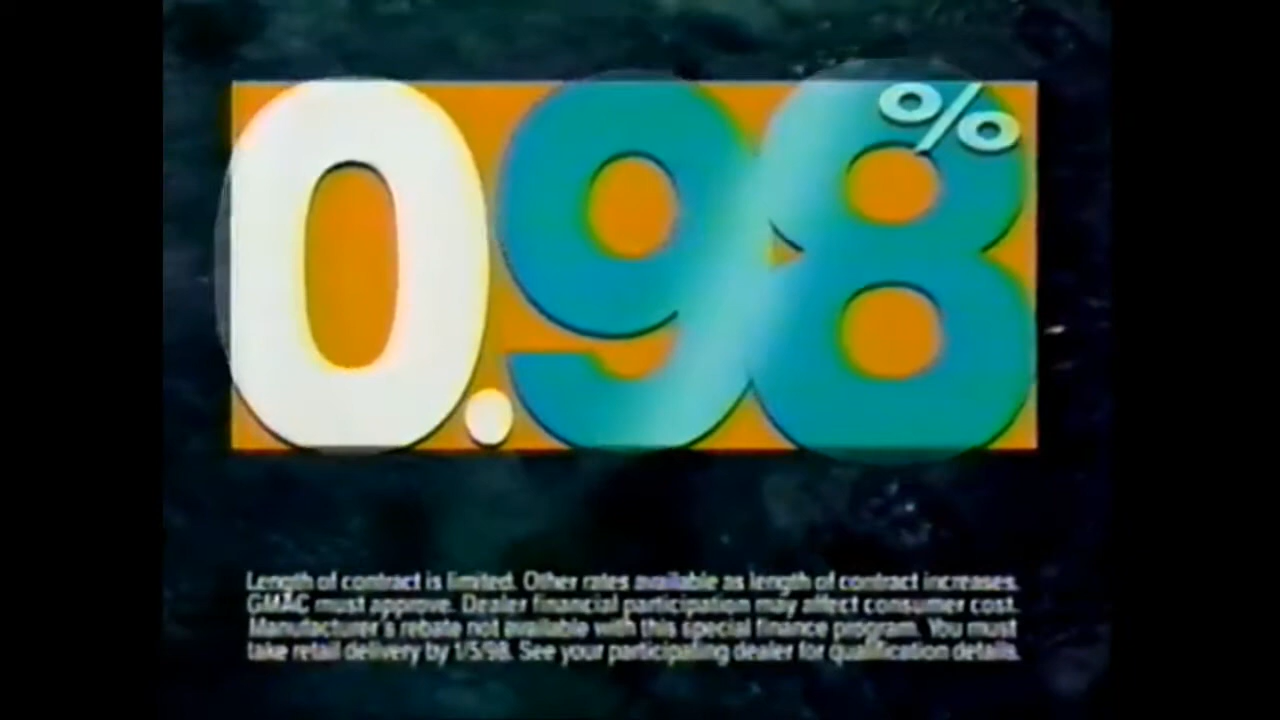 0.98%
Length of contract is limited. Other rates available as length of contract increases.
GMAC must approve. Dealer financial participation may affect consumer cost.
Manufacturer's rebate not available with this special finance program. You must
take retail delivery by 1/5/98. See your participating dealer for qualification details.